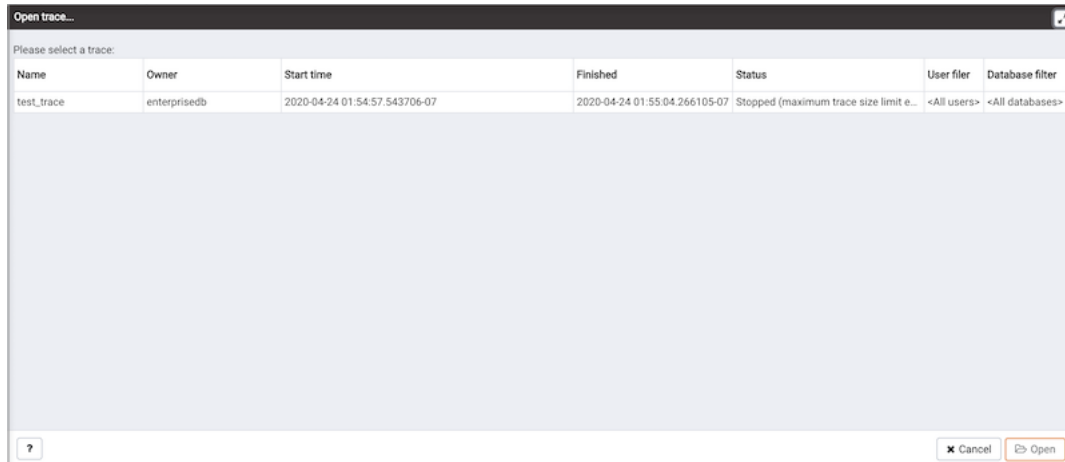 Open trace...
Please select a trace:
Name Owner Start time Finished Status User filer Database filter
test_trace enterprisedb 2020-04-24 01:54:57.543706-07 2020-04-24 01:55:04.266105-07 Stopped (maximum trace size limit e... <All users> <All databases>
? Cancel Open